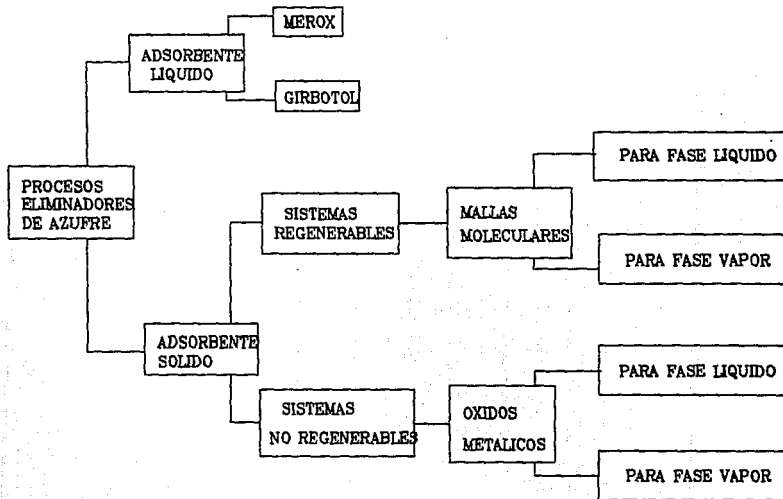 MEROX
ADSORBENTE
LIQUIDO
GIRBOTOL
PROCESOS
ELIMINADORES
DE AZUFRE
SISTEMAS
REGENERABLES
MALLAS
MOLECULARES
PARA FASE LIQUIDO
PARA FASE VAPOR
ADSORBENTE
SOLIDO
SISTEMAS
NO REGENERABLES
OXIDOS
METALICOS
PARA FASE LIQUIDO
PARA FASE VAPOR